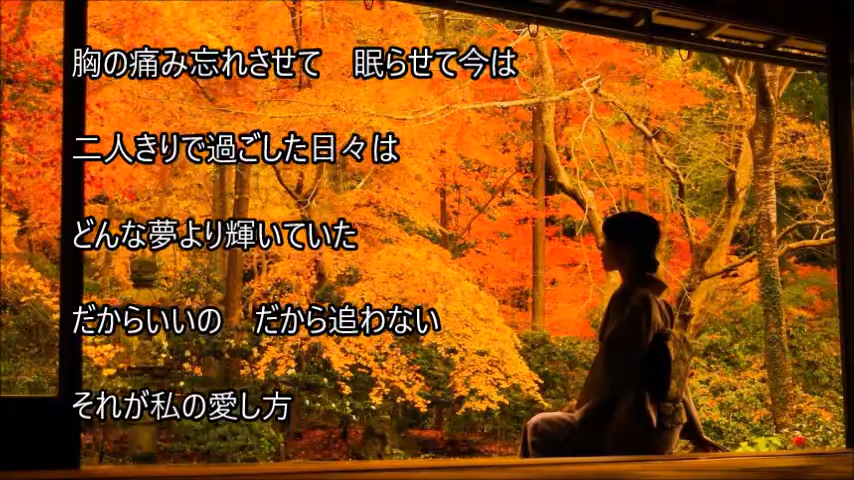 胸の痛み忘れさせて　眠らせて今は
二人きりで過ごした日々は
どんな夢より輝いていた
だからいいの　だから追わない
それが私の愛し方